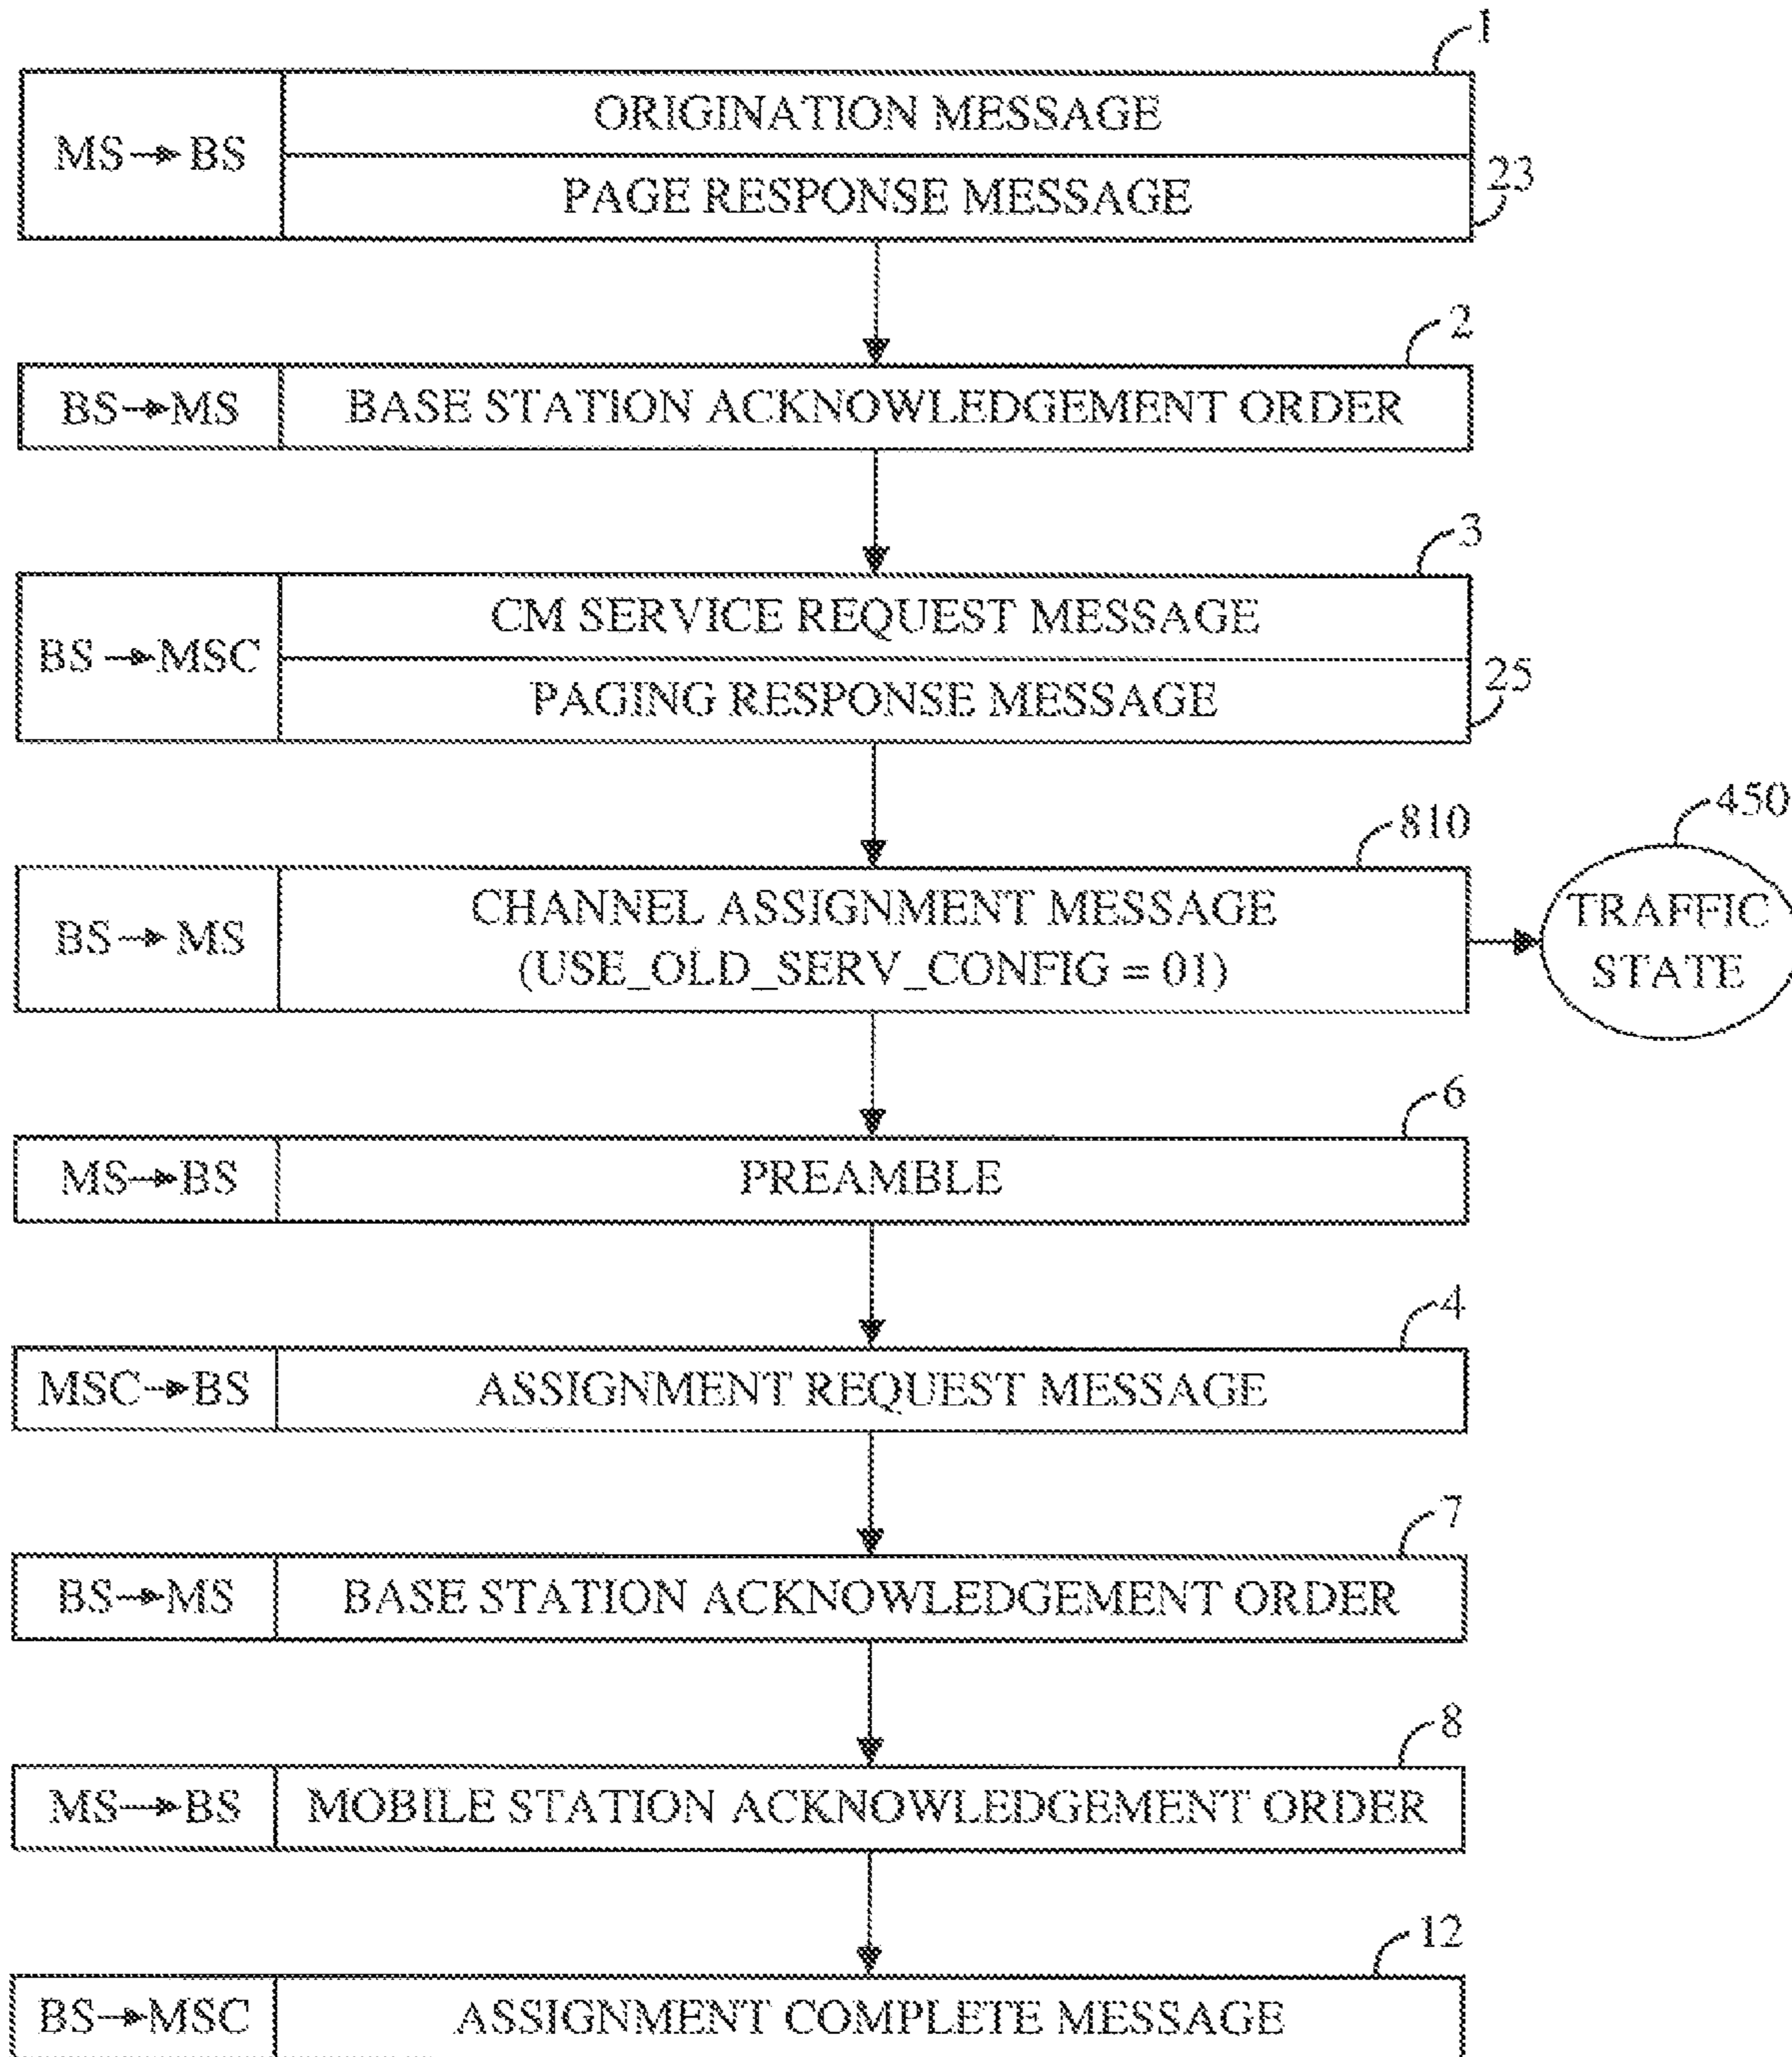 1
MS→BS
ORIGINATION MESSAGE
PAGE RESPONSE MESSAGE
23
2
BS→MS
BASE STATION ACKNOWLEDGEMENT ORDER
3
BS→MSC
CM SERVICE REQUEST MESSAGE
PAGING RESPONSE MESSAGE
25
810
BS→MS
CHANNEL ASSIGNMENT MESSAGE
(USE_OLD_SERV_CONFIG = 01)
450
TRAFFIC
STATE
6
MS→BS
PREAMBLE
4
MSC→BS
ASSIGNMENT REQUEST MESSAGE
7
BS→MS
BASE STATION ACKNOWLEDGEMENT ORDER
8
MS→BS
MOBILE STATION ACKNOWLEDGEMENT ORDER
12
BS→MSC
ASSIGNMENT COMPLETE MESSAGE